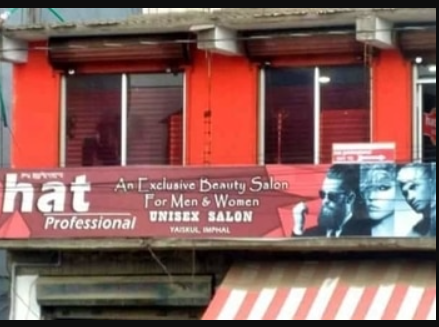 hat
Professional
An Exclusive Beauty Salon
For Men & Women
UNISEX SALON
YAISKUL, IMPHAL